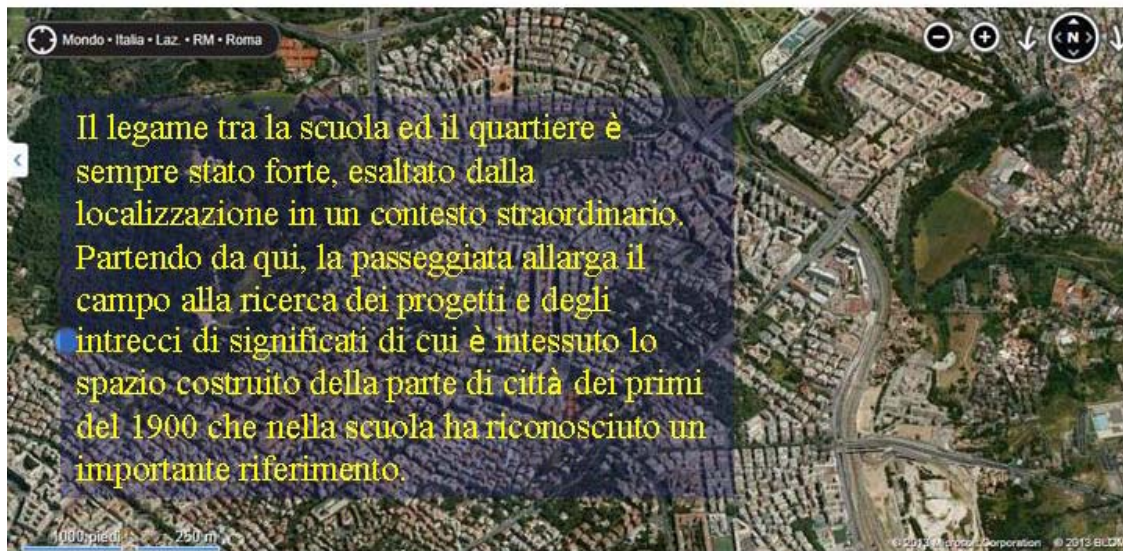 Mondo • Italia • Laz. • RM • Roma
N
Il legame tra la scuola ed il quartiere è
sempre stato forte, esaltato dalla
localizzazione in un contesto straordinario.
Partendo da qui, la passeggiata allarga il
campo alla ricerca dei progetti e degli
intrecci di significati di cui è intessuto lo
spazio costruito della parte di città dei primi
del 1900 che nella scuola ha riconosciuto un
importante riferimento.
1000 piedi 250 m
© 2013 Microsoft Corporation © 2013 BLOM